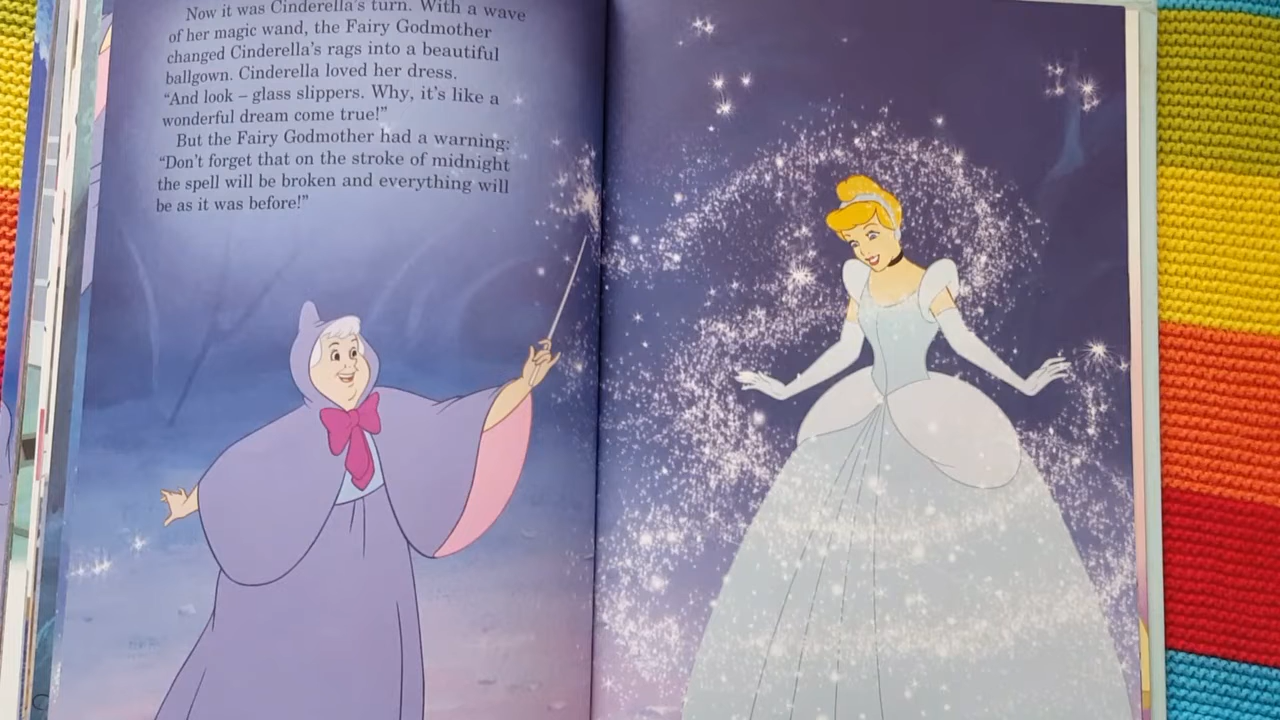 Now it was Cinderella's turn. With a wave
of her magic wand, the Fairy Godmother
changed Cinderella's rags into a beautiful
ballgown. Cinderella loved her dress.
“And look – glass slippers. Why, it's like a
wonderful dream come true!”
But the Fairy Godmother had a warning:
“Don't forget that on the stroke of midnight
the spell will be broken and everything will
be as it was before!”